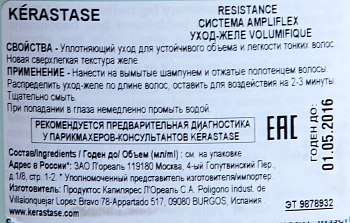 KÉRASTASE
RESISTANCE
СИСТЕМА AMPLIFLEX
УХОД-ЖЕЛЕ VOLUMIFIQUE
СВОЙСТВА - Уплотняющий уход для устойчивого объема и легкости тонких волос.
Новая сверхлегкая текстура желе.
ПРИМЕНЕНИЕ - Нанести на вымытые шампунем и отжатые полотенцем волосы.
Распределить уход-желе по длине волос, оставить для воздействия на 2-3 минуты.
Тщательно смыть.
При попадании в глаза немедленно промыть водой.
РЕКОМЕНДУЕТСЯ ПРЕДВАРИТЕЛЬНАЯ ДИАГНОСТИКА
У ПАРИКМАХЕРОВ-КОНСУЛЬТАНТОВ KERASTASE
EAC
ГОДЕН ДО:
01.05.2016
Состав/Ingredients / Годен до/ Объем (мл/ml) : см. на упаковке
Адрес в России*: ЗАО Л'Ореаль 119180 Москва, 4-ый Голутвинский Пер.,
д.1/8, стр. 1-2. * Уполномоченный представитель изготовителя/Импортер
Изготовитель: Продуктос Капилярес Л'Ореаль С.А. Poligono Indust. de
Villalonquejar Lopez Bravo 78-Apartado 517, 09080 BURGOS, Испания
www.kerastase.com
ЭТ 9878932